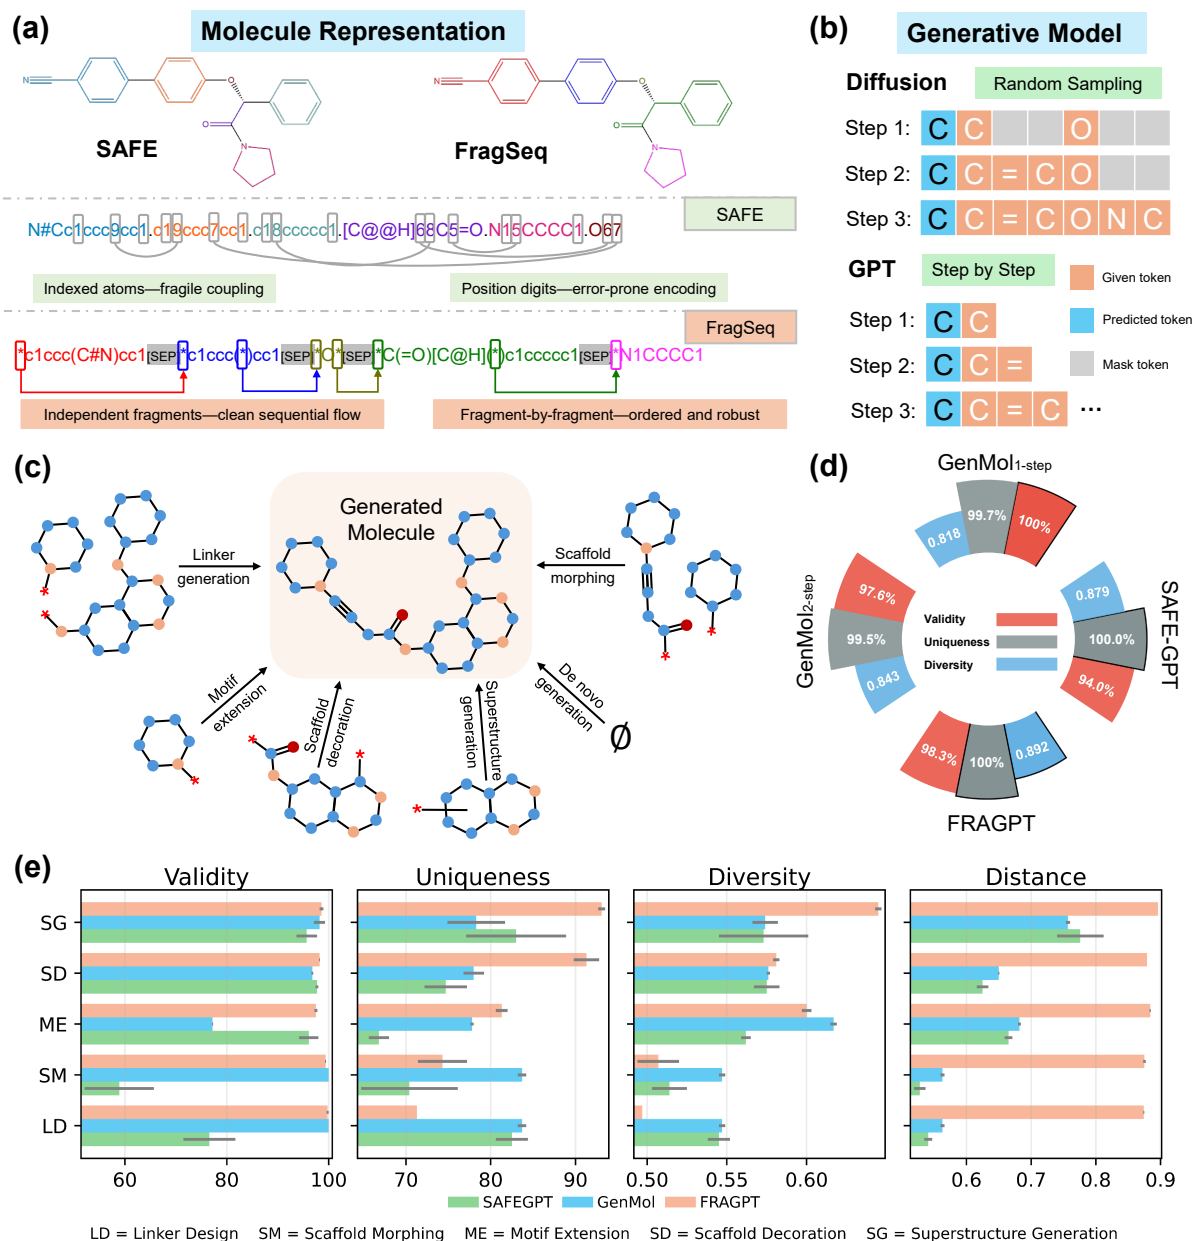 (a)
Molecule Representation
N
O
O
N
SAFE
N
O
O
N
FragSeq
SAFE
N#Cc1ccc9cc1.c19ccc7cc1.c18ccccc1.[C@@H]68C5=O.N15CCCC1.O67
Indexed atoms—fragile coupling
Position digits—error-prone encoding
FragSeq
*c1ccc(C#N)cc1[SEP]*c1ccc(*)cc1[SEP]*O*[SEP]*C(=O)[C@H](*)c1ccccc1[SEP]*N1CCCC1
Independent fragments—clean sequential flow
Fragment-by-fragment—ordered and robust
(b)
Generative Model
Diffusion
Random Sampling
Step 1: C C O
Step 2: C C = C O
Step 3: C C = C O N C
GPT
Step by Step
Given token
Predicted token
Mask token
Step 1: C C
Step 2: C C =
Step 3: C C = C ...
(c)
Generated
Molecule
Linker
generation
Scaffold
morphing
Motif
extension
Scaffold
decoration
Superstructure
generation
De novo
generation
∅
*
*
*
*
*
*
*
*
(d)
GenMol1-step
0.818
99.7%
100%
GenMol2-step
97.6%
99.5%
0.843
Validity
Uniqueness
Diversity
SAFE-GPT
0.879
100.0%
94.0%
98.3%
100%
0.892
FRAGPT
(e)
Validity
Uniqueness
Diversity
Distance
SG
SD
ME
SM
LD
60 80 100
70 80 90
0.50 0.55 0.60
0.6 0.7 0.8 0.9
SAFEGPT GenMol FRAGPT
LD = Linker Design SM = Scaffold Morphing ME = Motif Extension SD = Scaffold Decoration SG = Superstructure Generation